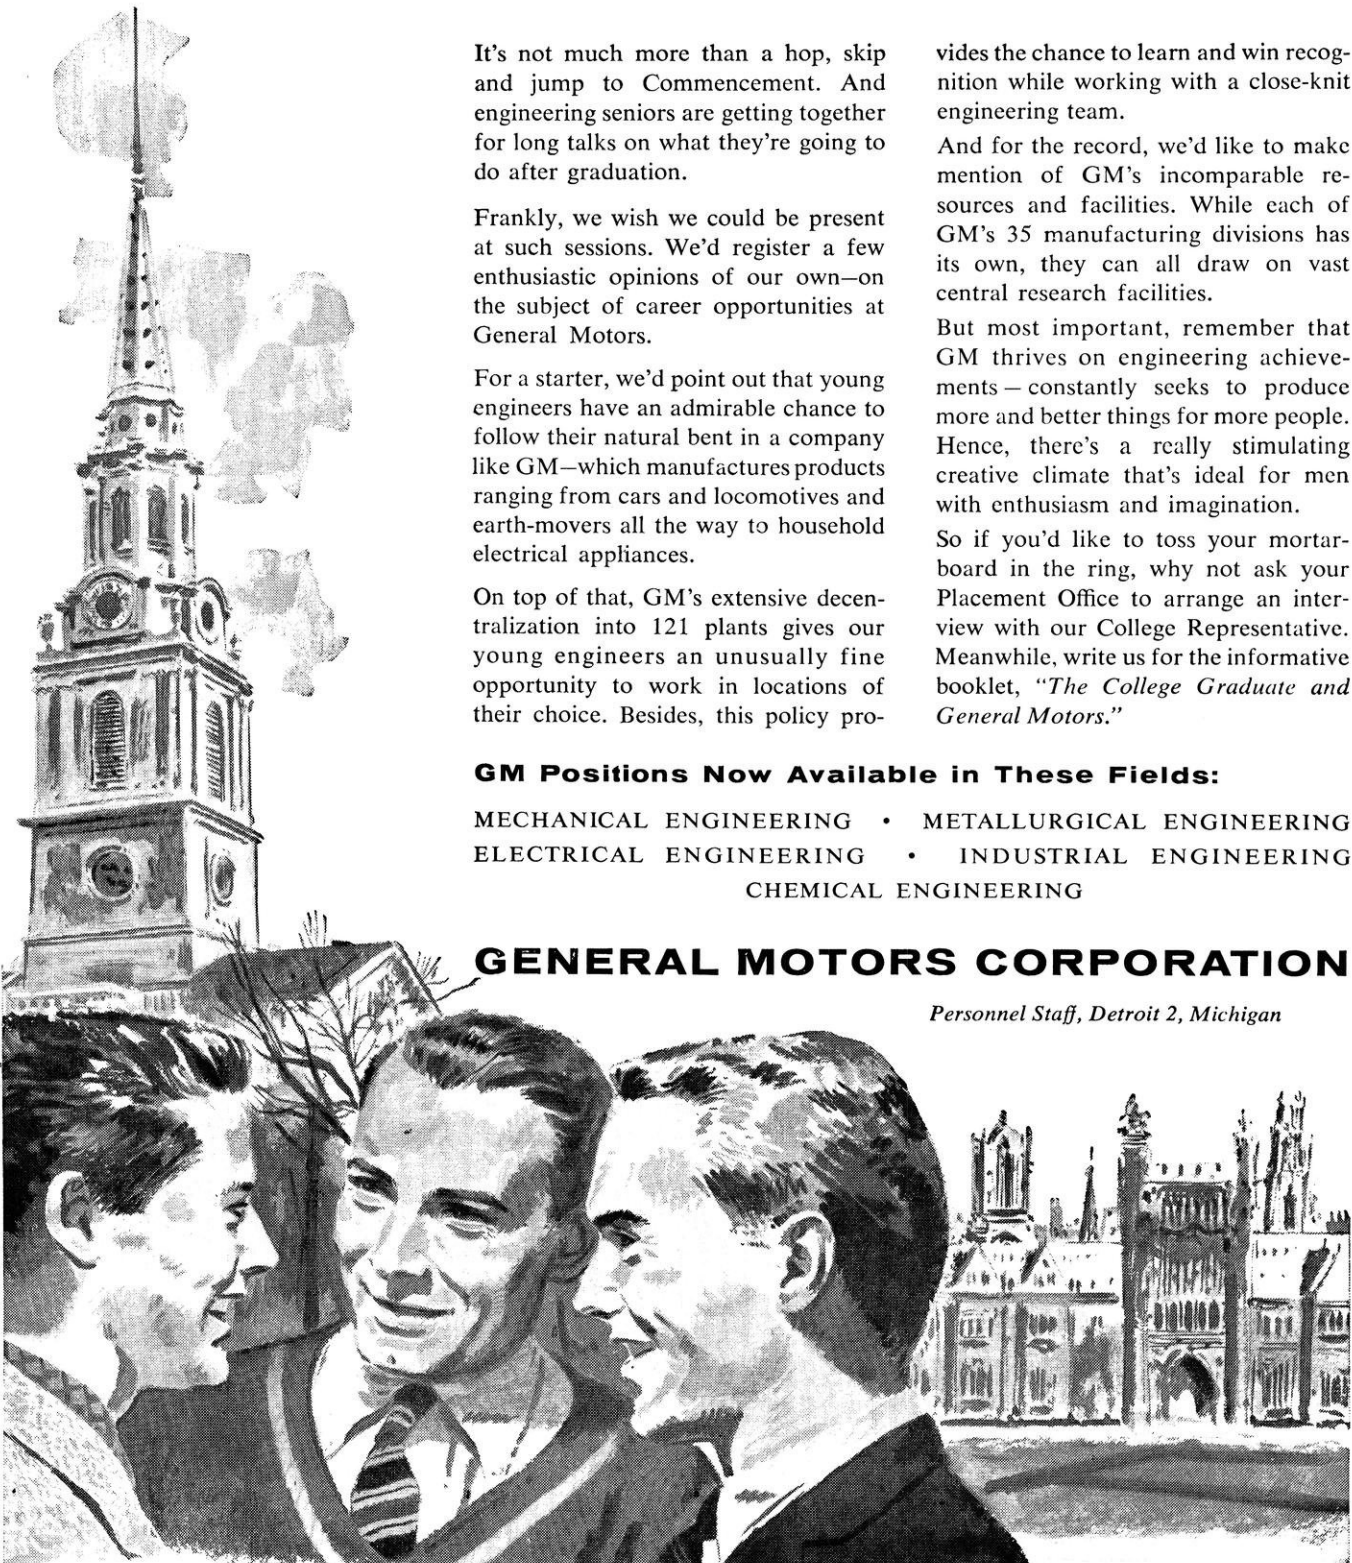 It's not much more than a hop, skip
and jump to Commencement. And
engineering seniors are getting together
for long talks on what they're going to
do after graduation.
Frankly, we wish we could be present
at such sessions. We'd register a few
enthusiastic opinions of our own—on
the subject of career opportunities at
General Motors.
For a starter, we'd point out that young
engineers have an admirable chance to
follow their natural bent in a company
like GM—which manufactures products
ranging from cars and locomotives and
earth-movers all the way to household
electrical appliances.
On top of that, GM's extensive decen-
tralization into 121 plants gives our
young engineers an unusually fine
opportunity to work in locations of
their choice. Besides, this policy pro-
vides the chance to learn and win recog-
nition while working with a close-knit
engineering team.
And for the record, we'd like to make
mention of GM's incomparable re-
sources and facilities. While each of
GM's 35 manufacturing divisions has
its own, they can all draw on vast
central research facilities.
But most important, remember that
GM thrives on engineering achieve-
ments — constantly seeks to produce
more and better things for more people.
Hence, there's a really stimulating
creative climate that's ideal for men
with enthusiasm and imagination.
So if you'd like to toss your mortar-
board in the ring, why not ask your
Placement Office to arrange an inter-
view with our College Representative.
Meanwhile, write us for the informative
booklet, "The College Graduate and
General Motors."
GM Positions Now Available in These Fields:
MECHANICAL ENGINEERING • METALLURGICAL ENGINEERING
ELECTRICAL ENGINEERING • INDUSTRIAL ENGINEERING
CHEMICAL ENGINEERING
GENERAL MOTORS CORPORATION
Personnel Staff, Detroit 2, Michigan